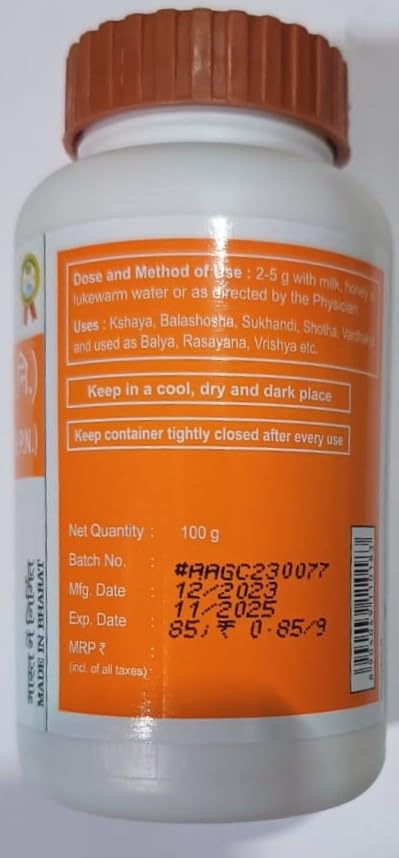 Dose and Method of Use : 2-5 g with milk, honey
lukewarm water or as directed by the Physician
Uses : Kshaya, Balashosha, Sukhandi, Shotha,
and used as Balya, Rasayana, Vrishya etc.
Keep in a cool, dry and dark place
Keep container tightly closed after every use
Net Quantity : 100 g
Batch No. : #AAGC230077
Mfg. Date : 12/2023
Exp. Date : 11/2025
MRP ₹ : 85/ ₹ 0.85/9
(incl. of all taxes)
भारत में निर्मित
MADE IN BHARAT